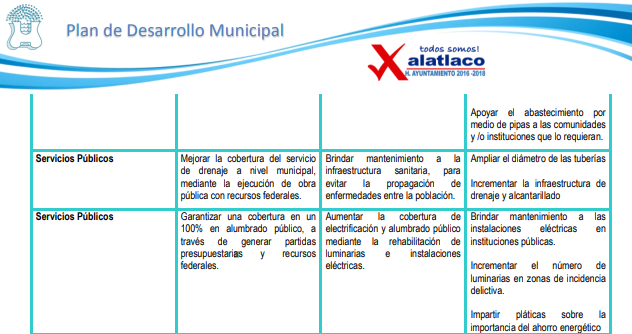 Plan de Desarrollo Municipal
todos somos!
Xalatlaco
H. AYUNTAMIENTO 2016 -2018
Apoyar el abastecimiento por
medio de pipas a las comunidades
y /o instituciones que lo requieran.
Servicios Públicos
Mejorar la cobertura del servicio
de drenaje a nivel municipal,
mediante la ejecución de obra
pública con recursos federales.
Brindar mantenimiento a la
infraestructura sanitaria, para
evitar la propagación de
enfermedades entre la población.
Ampliar el diámetro de las tuberías
Incrementar la infraestructura de
drenaje y alcantarillado
Servicios Públicos
Garantizar una cobertura en un
100% en alumbrado público, a
través de generar partidas
presupuestarias y recursos
federales.
Aumentar la cobertura de
electrificación y alumbrado público
mediante la rehabilitación de
luminarias e instalaciones
eléctricas.
Brindar mantenimiento a las
instalaciones eléctricas en
instituciones públicas.
Incrementar el número de
luminarias en zonas de incidencia
delictiva.
Impartir pláticas sobre la
importancia del ahorro energético